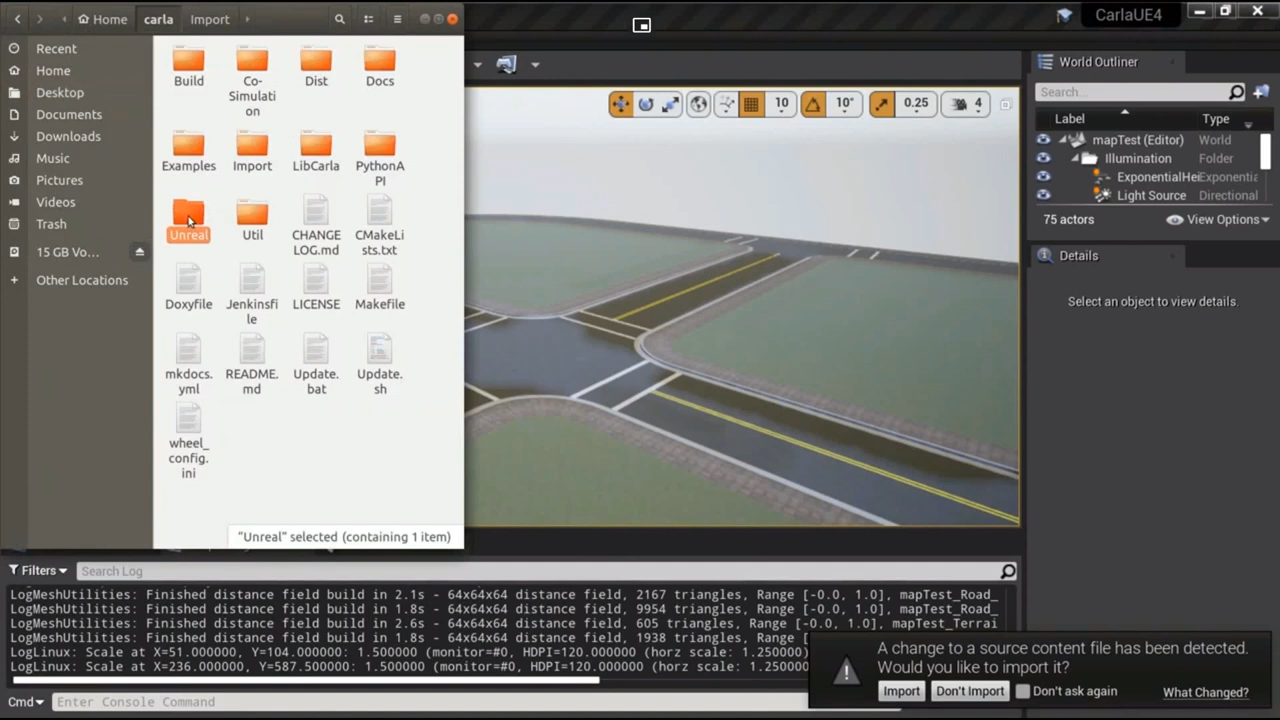 Home
carla
Import
CarlaUE4
Recent
Home
Desktop
Documents
Downloads
Music
Pictures
Videos
Trash
15 GB Vo...
Other Locations
Build
Co-
Simulati
on
Dist
Docs
Examples
Import
LibCarla
PythonA
PI
Unreal
Util
CHANGE
LOG.md
CMakeLi
sts.txt
Doxyfile
Jenkinsfi
le
LICENSE
Makefile
mkdocs.
yml
README.
md
Update.
bat
Update.
sh
wheel_
config.
ini
"Unreal" selected (containing 1 item)
10
10°
0.25
4
World Outliner
Search...
Label
Type
mapTest (Editor)
World
Illumination
Folder
ExponentialHei
Exponentia
Light Source
Directional
75 actors
View Options
Details
Select an object to view details.
Filters
Search Log
LogMeshUtilities: Finished distance field build in 2.1s - 64x64x64 distance field, 2167 triangles, Range [-0.0, 1.0], mapTest_Road_
LogMeshUtilities: Finished distance field build in 1.8s - 64x64x64 distance field, 9954 triangles, Range [-0.0, 1.0], mapTest_Road_
LogMeshUtilities: Finished distance field build in 2.6s - 64x64x64 distance field, 605 triangles, Range [-0.0, 1.0], mapTest_Terrai
LogMeshUtilities: Finished distance field build in 1.8s - 64x64x64 distance field, 1938 triangles, Range [
LogLinux: Scale at X=51.000000, Y=104.000000: 1.500000 (monitor=#0, HDPI=120.000000 (horz scale: 1.250000
LogLinux: Scale at X=236.000000, Y=587.500000: 1.500000 (monitor=#0, HDPI=120.000000 (horz scale: 1.250000
Cmd
Enter Console Command
A change to a source content file has been detected.
Would you like to import it?
Import
Don't Import
Don't ask again
What Changed?